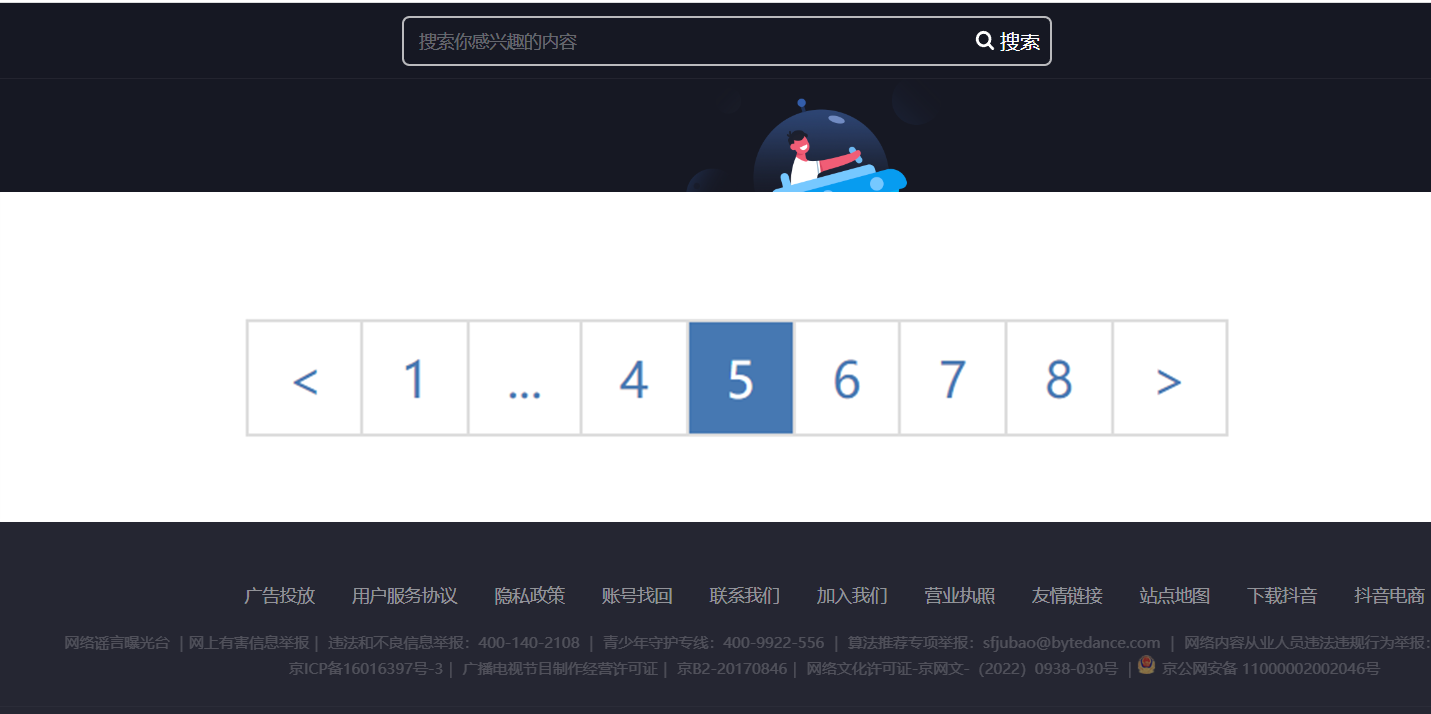 搜索你感兴趣的内容 搜索
< 1 ... 4 5 6 7 8 >
广告投放 用户服务协议 隐私政策 账号找回 联系我们 加入我们 营业执照 友情链接 站点地图 下载抖音 抖音电商
网络谣言曝光台 | 网上有害信息举报 | 违法和不良信息举报：400-140-2108 | 青少年守护专线：400-9922-556 | 算法推荐专项举报：sfjubao@bytedance.com | 网络内容从业人员违法违规行为举报：
京ICP备16016397号-3 | 广播电视节目制作经营许可证 | 京B2-20170846 | 网络文化许可证-京网文-（2022）0938-030号 | 京公网安备 11000002002046号